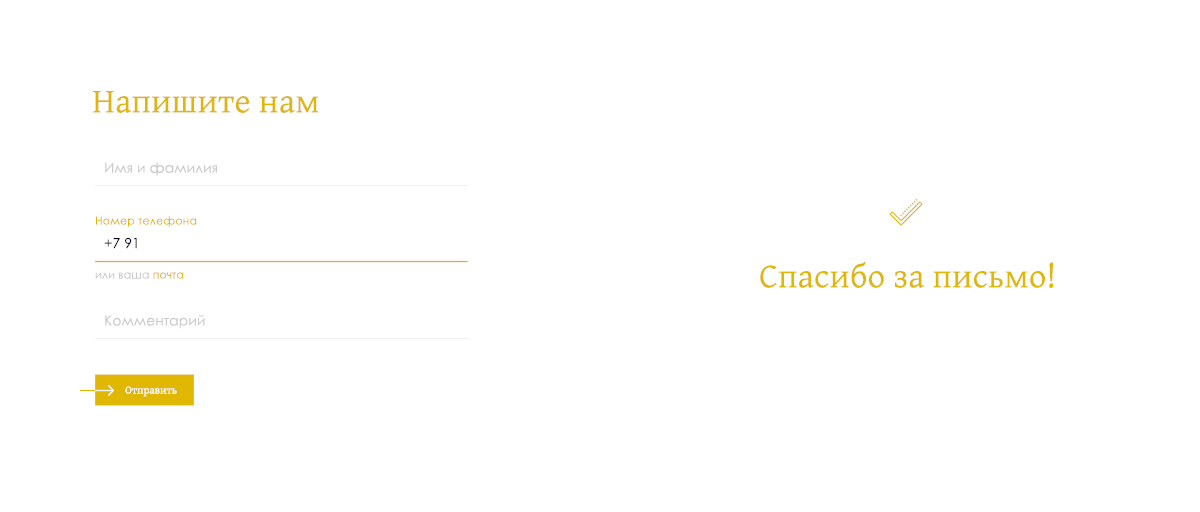 Напишите нам
Имя и фамилия
Номер телефона
+7 91
или ваша почта
Комментарий
Отправить
Спасибо за письмо!